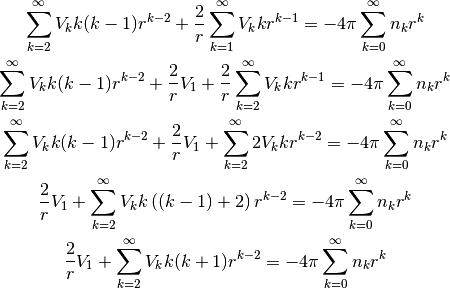 \sum_{k=2}^{\infty} V_k k(k-1)r^{k-2} + \frac{2}{r} \sum_{k=1}^{\infty} V_k k r^{k-1} = -4\pi \sum_{k=0}^{\infty} n_k r^k
\sum_{k=2}^{\infty} V_k k(k-1)r^{k-2} + \frac{2}{r} V_1 + \frac{2}{r} \sum_{k=2}^{\infty} V_k k r^{k-1} = -4\pi \sum_{k=0}^{\infty} n_k r^k
\sum_{k=2}^{\infty} V_k k(k-1)r^{k-2} + \frac{2}{r} V_1 + \sum_{k=2}^{\infty} 2V_k k r^{k-2} = -4\pi \sum_{k=0}^{\infty} n_k r^k
\frac{2}{r} V_1 + \sum_{k=2}^{\infty} V_k k \left((k-1)+2\right) r^{k-2} = -4\pi \sum_{k=0}^{\infty} n_k r^k
\frac{2}{r} V_1 + \sum_{k=2}^{\infty} V_k k(k+1) r^{k-2} = -4\pi \sum_{k=0}^{\infty} n_k r^k